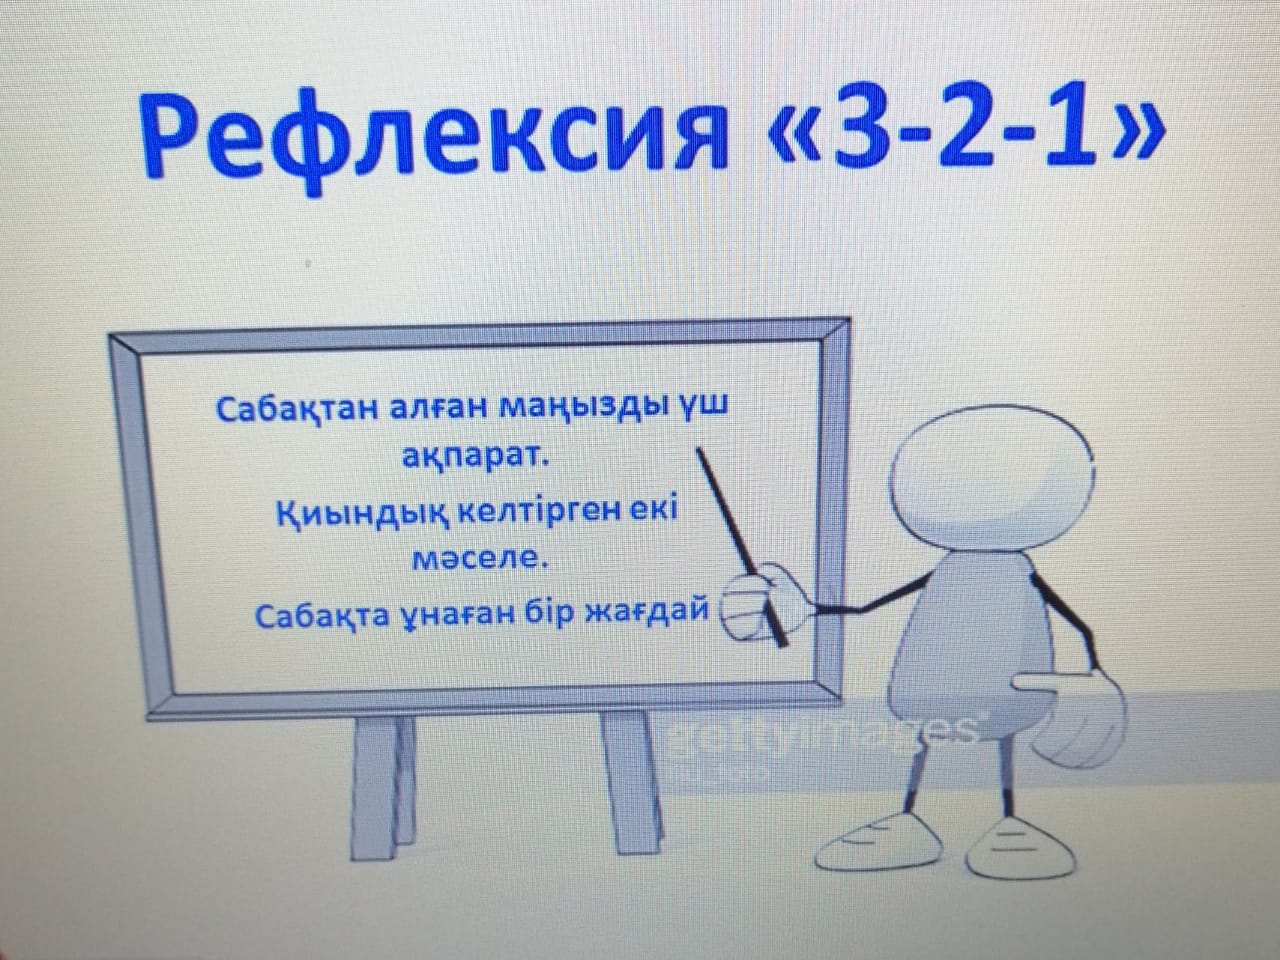 Рефлексия «3-2-1»
Сабақтан алған маңызды үш
ақпарат.
Қиындық келтірген екі
мәселе.
Сабақта ұнаған бір жағдай
gettyimages